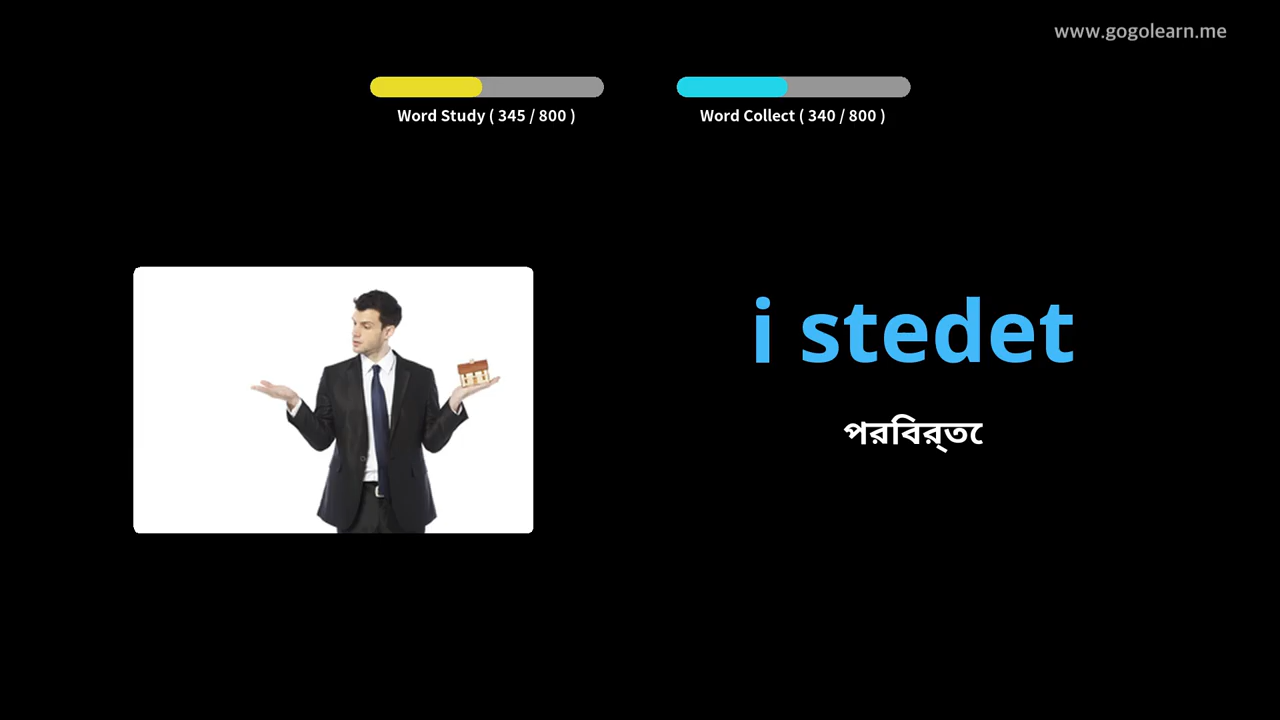 www.gogolearn.me
Word Study ( 345 / 800 )
Word Collect ( 340 / 800 )
i stedet
পরবির্তে